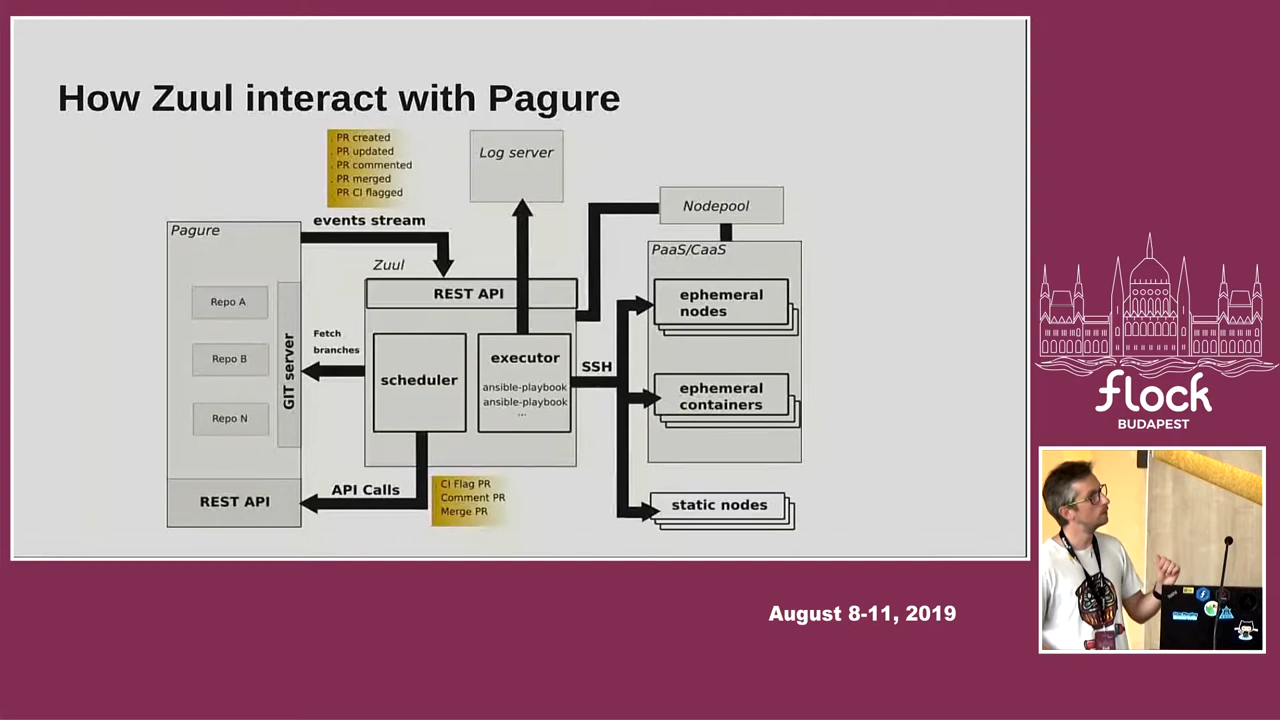 How Zuul interact with Pagure
. PR created
. PR updated
. PR commented
. PR merged
PR CI flagged
events stream
Log server
Nodepool
Pagure
Repo A
Repo B
Repo N
GIT server
REST API
Fetch
branches
Zuul
REST API
scheduler
executor
ansible-playbook
ansible-playbook
...
SSH
API Calls
CI Flag PR
Comment PR
Merge PR
PaaS/CaaS
ephemeral
nodes
ephemeral
containers
static nodes
flock
BUDAPEST
August 8-11, 2019